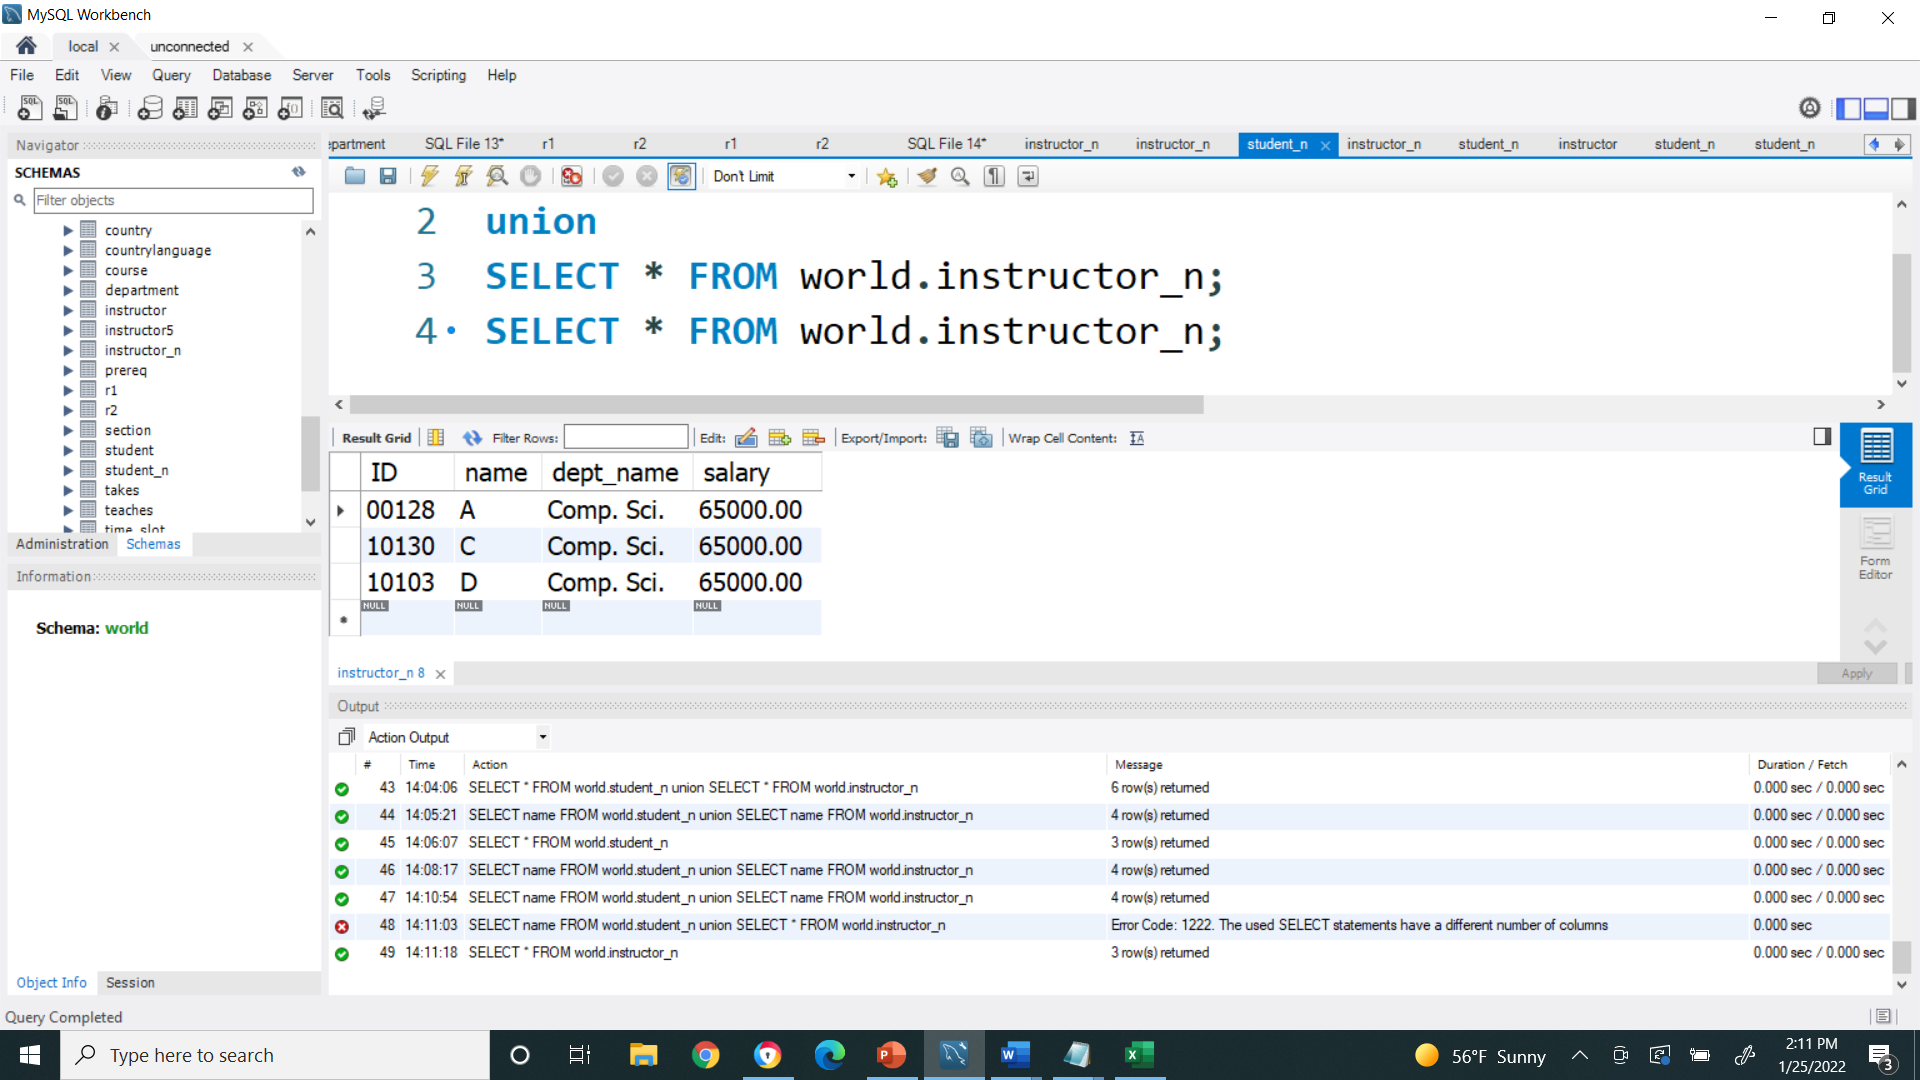 MySQL Workbench
local
unconnected
File Edit View Query Database Server Tools Scripting Help
Navigator
SCHEMAS
Filter objects
country
countrylanguage
course
department
instructor
instructor5
instructor_n
prereq
r1
r2
section
student
student_n
takes
teaches
time_slot
Administration Schemas
Information
Schema: world
Object Info Session
epartment SQL File 13* r1 r2 r1 r2 SQL File 14* instructor_n instructor_n student_n instructor_n student_n instructor student_n student_n
Don't Limit
2 union
3 SELECT * FROM world.instructor_n;
4 SELECT * FROM world.instructor_n;
Result Grid Filter Rows: Edit: Export/Import: Wrap Cell Content:
ID name dept_name salary
00128 A Comp. Sci. 65000.00
10130 C Comp. Sci. 65000.00
10103 D Comp. Sci. 65000.00
NULL NULL NULL NULL
Result
Grid
Form
Editor
instructor_n 8
Apply
Output
Action Output
# Time Action Message Duration / Fetch
43 14:04:06 SELECT * FROM world.student_n union SELECT * FROM world.instructor_n 6 row(s) returned 0.000 sec / 0.000 sec
44 14:05:21 SELECT name FROM world.student_n union SELECT name FROM world.instructor_n 4 row(s) returned 0.000 sec / 0.000 sec
45 14:06:07 SELECT * FROM world.student_n 3 row(s) returned 0.000 sec / 0.000 sec
46 14:08:17 SELECT name FROM world.student_n union SELECT name FROM world.instructor_n 4 row(s) returned 0.000 sec / 0.000 sec
47 14:10:54 SELECT name FROM world.student_n union SELECT name FROM world.instructor_n 4 row(s) returned 0.000 sec / 0.000 sec
48 14:11:03 SELECT name FROM world.student_n union SELECT * FROM world.instructor_n Error Code: 1222. The used SELECT statements have a different number of columns 0.000 sec
49 14:11:18 SELECT * FROM world.instructor_n 3 row(s) returned 0.000 sec / 0.000 sec
Query Completed
Type here to search
56°F Sunny
2:11 PM
1/25/2022
3